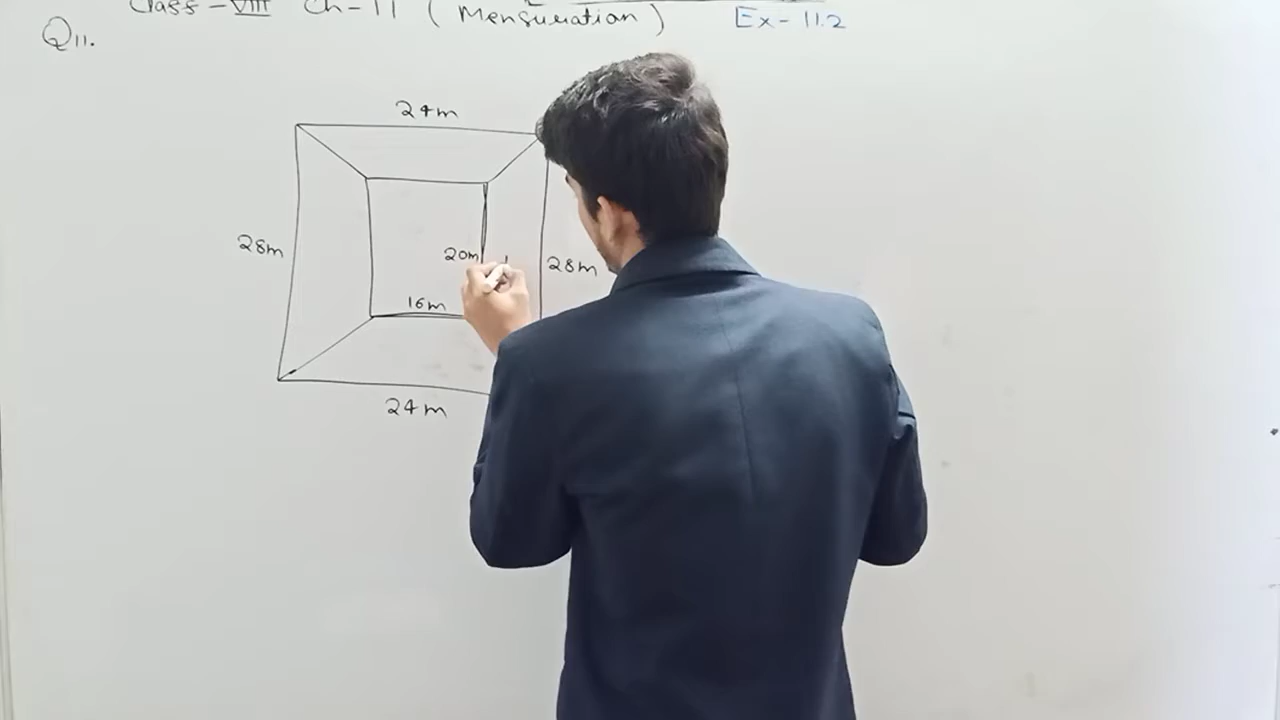 Class - VIII Ch - 11 ( Mensuration ) Ex - 11.2
Q11.
24m
28m
20m
28m
16m
24m